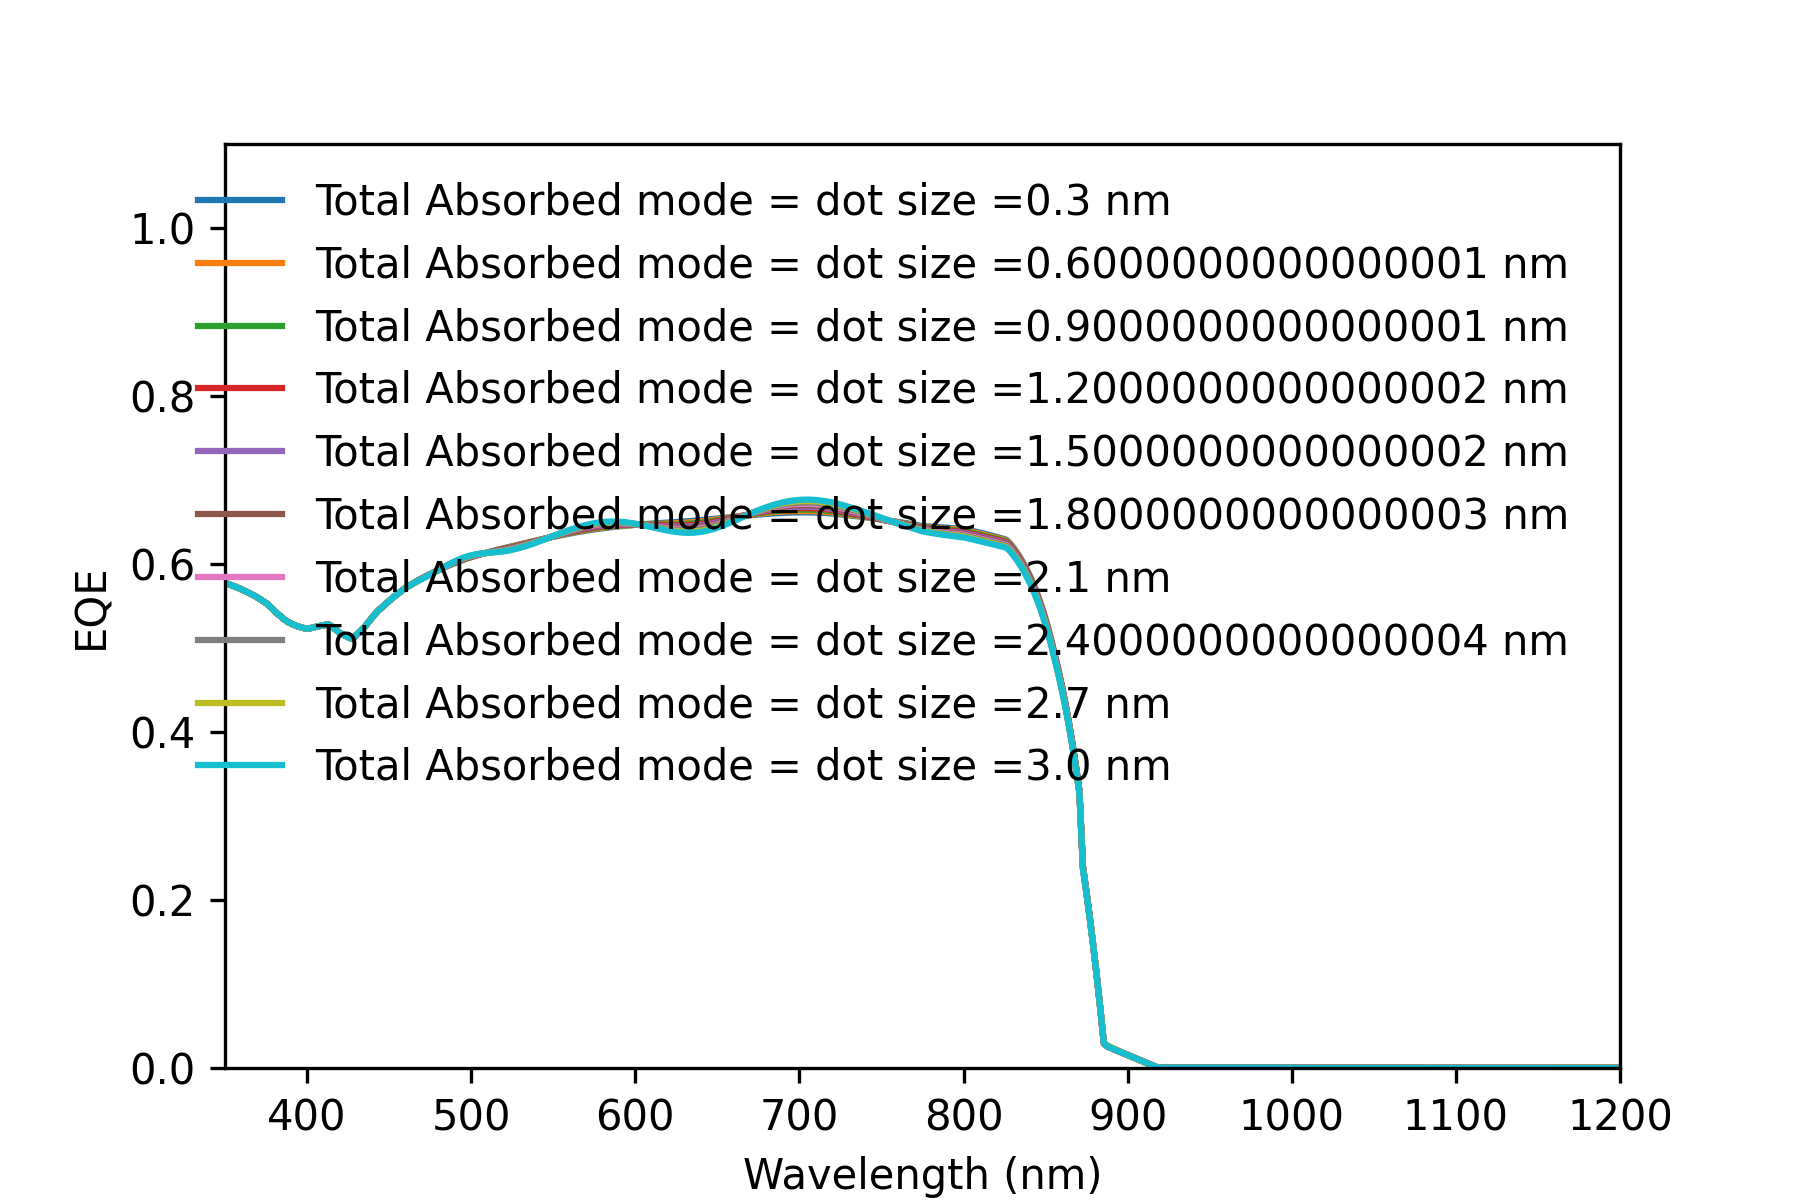 Total Absorbed mode = dot size =0.3 nm
Total Absorbed mode = dot size =0.6000000000000001 nm
Total Absorbed mode = dot size =0.9000000000000001 nm
Total Absorbed mode = dot size =1.2000000000000002 nm
Total Absorbed mode = dot size =1.5000000000000002 nm
Total Absorbed mode = dot size =1.8000000000000003 nm
Total Absorbed mode = dot size =2.1 nm
Total Absorbed mode = dot size =2.4000000000000004 nm
Total Absorbed mode = dot size =2.7 nm
Total Absorbed mode = dot size =3.0 nm
1.0
0.8
0.6
0.4
0.2
0.0
EQE
400 500 600 700 800 900 1000 1100 1200
Wavelength (nm)